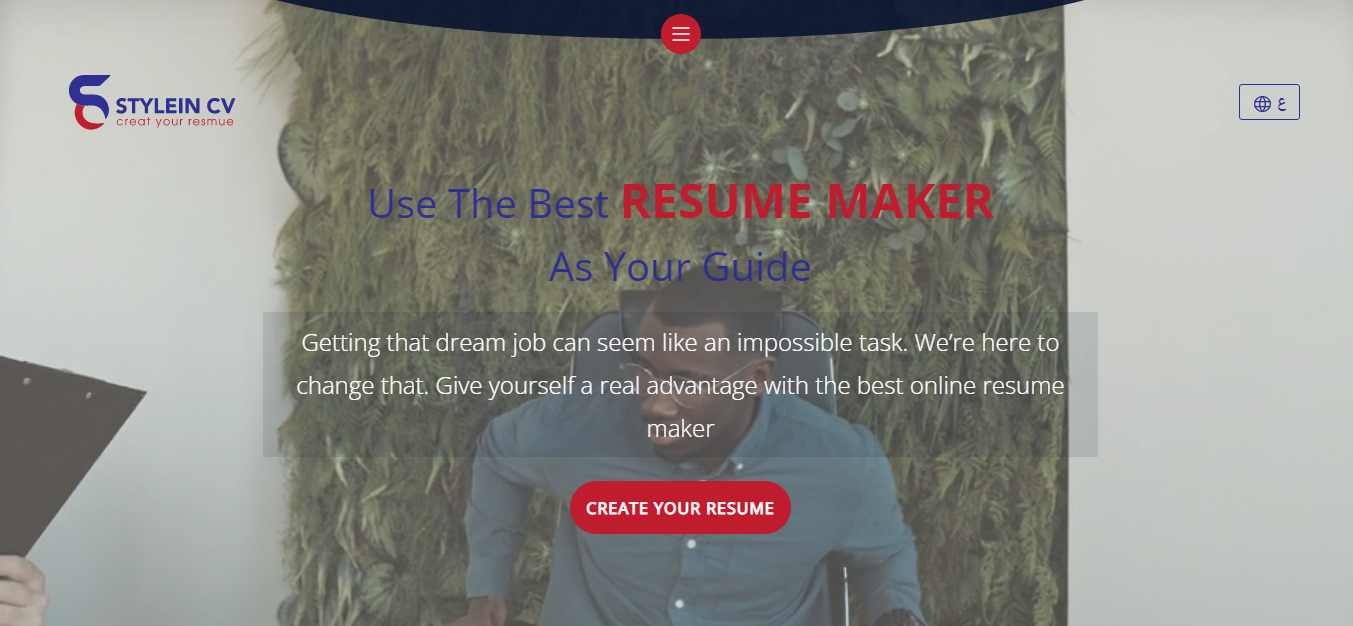 STYLEIN CV
creat your resmue
ع
Use The Best RESUME MAKER
As Your Guide
Getting that dream job can seem like an impossible task. We’re here to
change that. Give yourself a real advantage with the best online resume
maker
CREATE YOUR RESUME